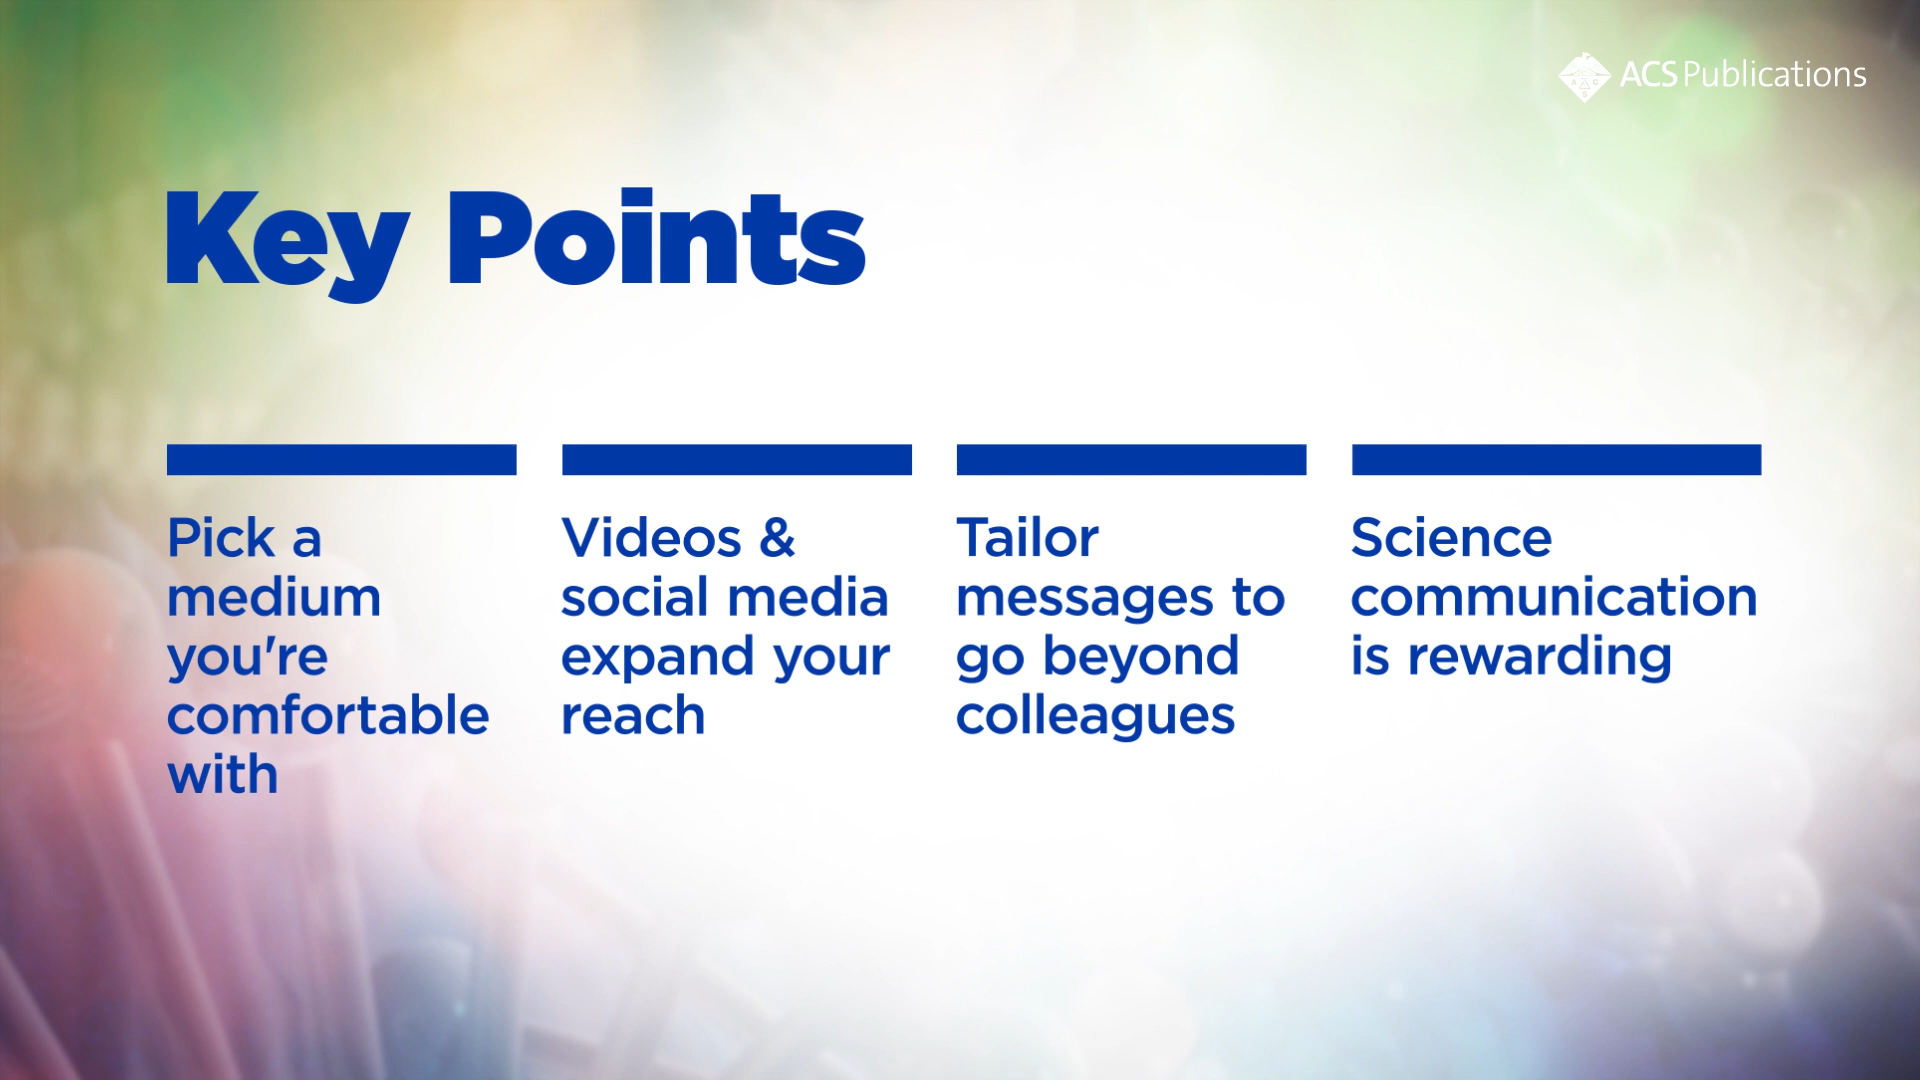 ACS Publications
Key Points
Pick a
medium
you're
comfortable
with
Videos &
social media
expand your
reach
Tailor
messages to
go beyond
colleagues
Science
communication
is rewarding